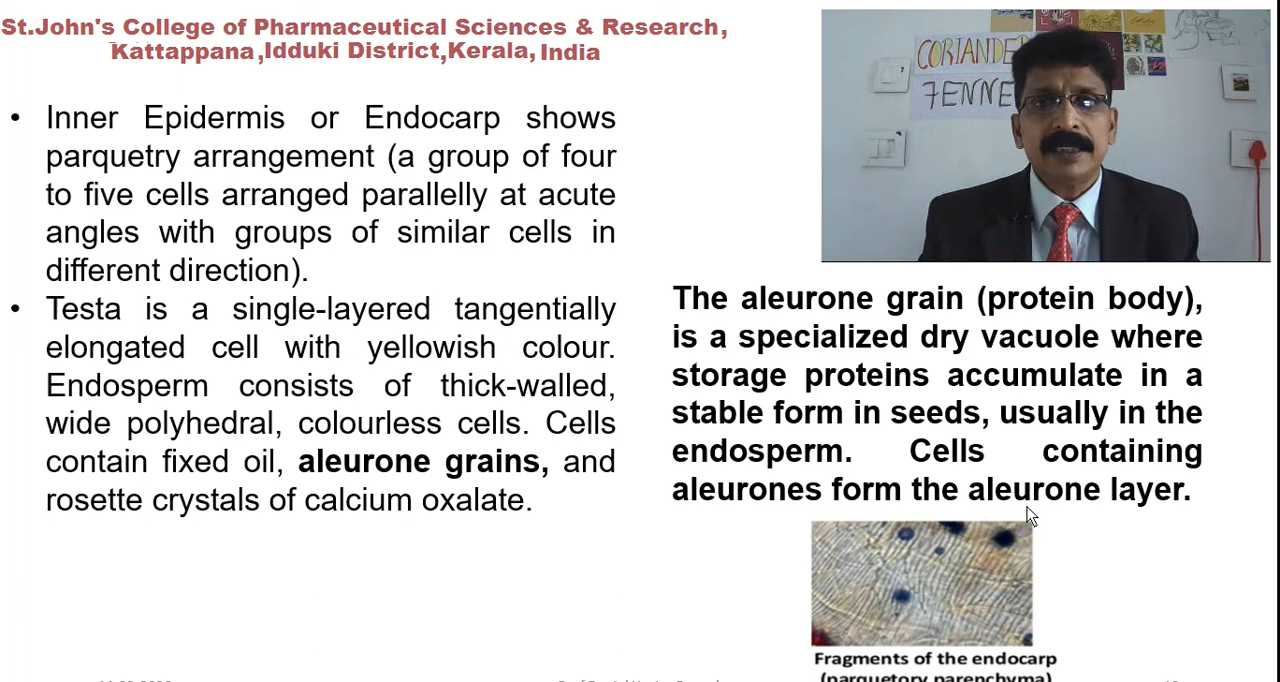 St.John's College of Pharmaceutical Sciences & Research,
Kattappana,Idduki District,Kerala, India
CORIANDE
FENNE
• Inner Epidermis or Endocarp shows
parquetry arrangement (a group of four
to five cells arranged parallelly at acute
angles with groups of similar cells in
different direction).
• Testa is a single-layered tangentially
elongated cell with yellowish colour.
Endosperm consists of thick-walled,
wide polyhedral, colourless cells. Cells
contain fixed oil, aleurone grains, and
rosette crystals of calcium oxalate.
The aleurone grain (protein body),
is a specialized dry vacuole where
storage proteins accumulate in a
stable form in seeds, usually in the
endosperm. Cells containing
aleurones form the aleurone layer.
Fragments of the endocarp
(parquetory parenchyma)